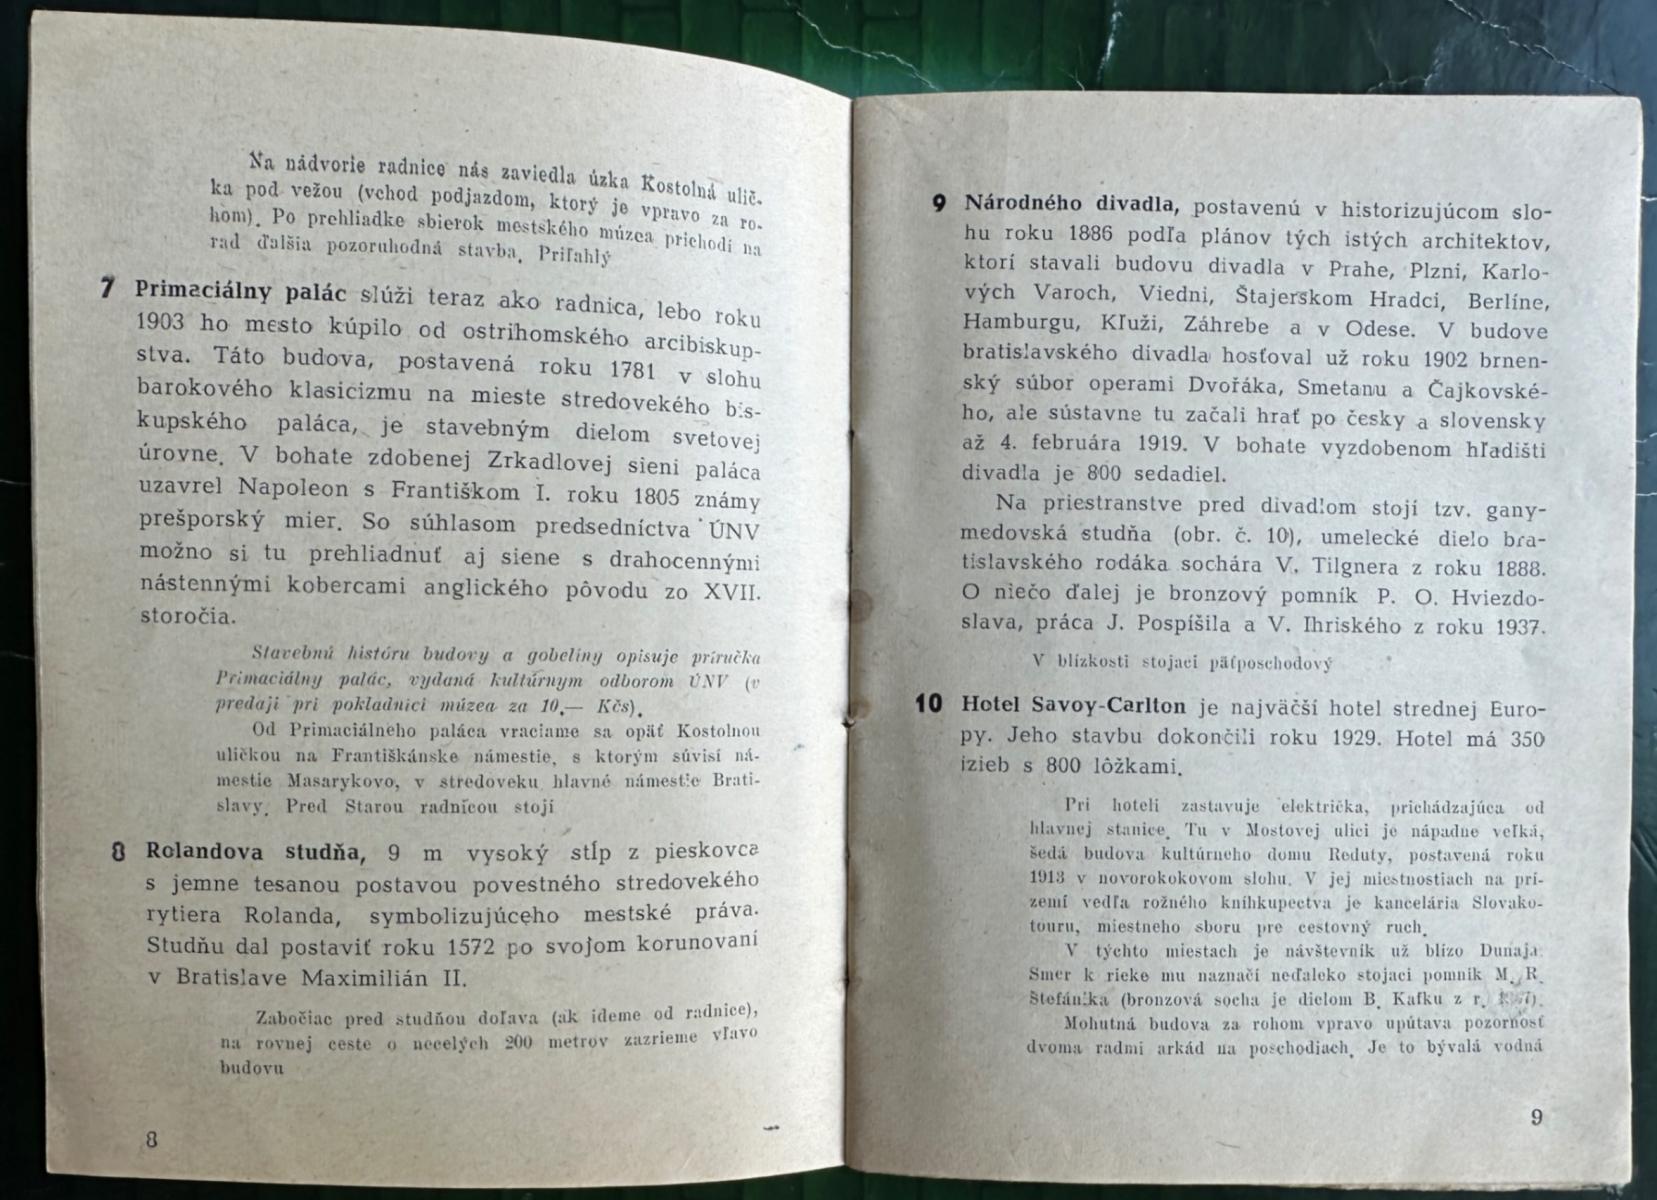 Na nádvorie radnice nás zaviedla úzka Kostolná ulič-
ka pod vežou (vchod podjazdom, ktorý je vpravo za ro-
hom). Po prehliadke sbierok mestského múzea prichodí na
rad ďalšia pozoruhodná stavba. Priľahlý
7 Primaciálny palác slúži teraz ako radnica, lebo roku
1903 ho mesto kúpilo od ostrihomského arcibiskup-
stva. Táto budova, postavená roku 1781 v slohu
barokového klasicizmu na mieste stredovekého bis-
kupského paláca, je stavebným dielom svetovej
úrovne. V bohate zdobenej Zrkadlovej sieni paláca
uzavrel Napoleon s Františkom I. roku 1805 známy
prešporský mier. So súhlasom predsedníctva ÚNV
možno si tu prehliadnuť aj siene s drahocennými
nástennými kobercami anglického pôvodu zo XVII.
storočia.
Stavebnú históru budovy a gobelíny opisuje príručka
Primaciálny palác, vydaná kultúrnym odborom ÚNV (v
predaji pri pokladnici múzea za 10.— Kčs).
Od Primaciálneho paláca vraciame sa opäť Kostolnou
uličkou na Františkánske námestie, s ktorým súvisí ná-
mestie Masarykovo, v stredoveku hlavné námestie Brati-
slavy. Pred Starou radnicou stojí
8 Rolandova studňa, 9 m vysoký stĺp z pieskovca
s jemne tesanou postavou povestného stredovekého
rytiera Rolanda, symbolizujúceho mestské práva.
Studňu dal postaviť roku 1572 po svojom korunovaní
v Bratislave Maximilián II.
Zabočiac pred studňou doľava (ak ideme od radnice),
na rovnej ceste o necelých 200 metrov zazrieme vľavo
budovu
8
9 Národného divadla, postavenú v historizujúcom slo-
hu roku 1886 podľa plánov tých istých architektov,
ktorí stavali budovu divadla v Prahe, Plzni, Karlo-
vých Varoch, Viedni, Štajerskom Hradci, Berlíne,
Hamburgu, Kľuži, Záhrebe a v Odese. V budove
bratislavského divadla hosťoval už roku 1902 brnen-
ský súbor operami Dvořáka, Smetanu a Čajkovské-
ho, ale sústavne tu začali hrať po česky a slovensky
až 4. februára 1919. V bohate vyzdobenom hľadišti
divadla je 800 sedadiel.
Na priestranstve pred divadlom stojí tzv. gany-
medovská studňa (obr. č. 10), umelecké dielo bra-
tislavského rodáka sochára V. Tilgnera z roku 1888.
O niečo ďalej je bronzový pomník P. O. Hviezdo-
slava, práca J. Pospíšila a V. Ihriského z roku 1937.
V blízkosti stojaci päťposchodový
10 Hotel Savoy-Carlton je najväčší hotel strednej Euro-
py. Jeho stavbu dokončili roku 1929. Hotel má 350
izieb s 800 lôžkami.
Pri hoteli zastavuje električka, prichádzajúca od
hlavnej stanice. Tu v Mostovej ulici je nápadne veľká,
šedá budova kultúrneho domu Reduty, postavená roku
1913 v novorokokovom slohu. V jej miestnostiach na prí-
zemí vedľa rožného kníhkupectva je kancelária Slovako-
touru, miestneho sboru pre cestovný ruch.
V týchto miestach je návštevník už blízo Dunaja.
Smer k rieke mu naznačí neďaleko stojaci pomník M. R.
Štefánika (bronzová socha je dielom B. Kafku z r.
Mohutná budova za rohom vpravo upútava pozornosť
dvoma radmi arkád na poschodiach. Je to bývalá vodná
9